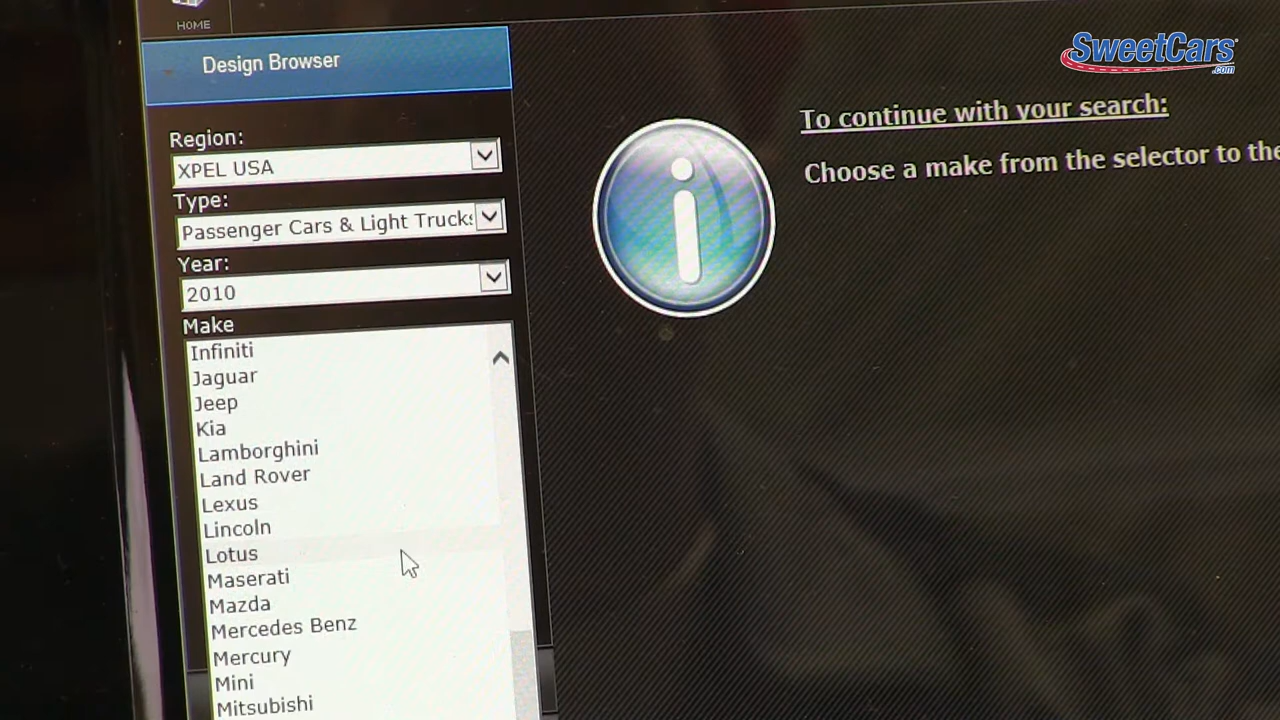 HOME
SweetCars
.com
Design Browser
To continue with your search:
Choose a make from the selector to the
Region:
XPEL USA
Type:
Passenger Cars & Light Trucks
Year:
2010
Make
Infiniti
Jaguar
Jeep
Kia
Lamborghini
Land Rover
Lexus
Lincoln
Lotus
Maserati
Mazda
Mercedes Benz
Mercury
Mini
Mitsubishi